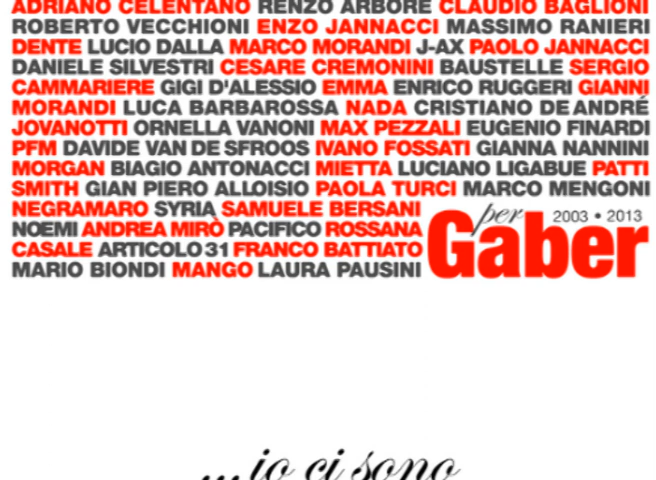 ADRIANO CELENTANO RENZO ARBORE CLAUDIO BAGLIONI
ROBERTO VECCHIONI ENZO JANNACCI MASSIMO RANIERI
DENTE LUCIO DALLA MARCO MORANDI J-AX PAOLO JANNACCI
DANIELE SILVESTRI CESARE CREMONINI BAUSTELLE SERGIO
CAMMARIERE GIGI D'ALESSIO EMMA ENRICO RUGGERI GIANNI
MORANDI LUCA BARBAROSSA NADA CRISTIANO DE ANDRÉ
JOVANOTTI ORNELLA VANONI MAX PEZZALI EUGENIO FINARDI
PFM DAVIDE VAN DE SFROOS IVANO FOSSATI GIANNA NANNINI
MORGAN BIAGIO ANTONACCI MIETTA LUCIANO LIGABUE PATTI
SMITH GIAN PIERO ALLOISIO PAOLA TURCI MARCO MENGONI
NEGRAMARO SYRIA SAMUELE BERSANI
NOEMI ANDREA MIRÒ PACIFICO ROSSANA
CASALE ARTICOLO 31 FRANCO BATTIATO
MARIO BIONDI MANGO LAURA PAUSINI
per 2003 • 2013
Gaber
...io ci sono